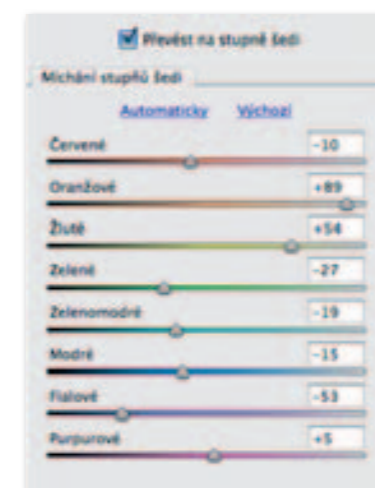 Převést na stupně šedi
Míchání stupňů šedi
Automaticky Výchozí
Červené -10
Oranžové +89
Žluté +54
Zelené -27
Zelenomodré -19
Modré -15
Fialové -53
Purpurové +5